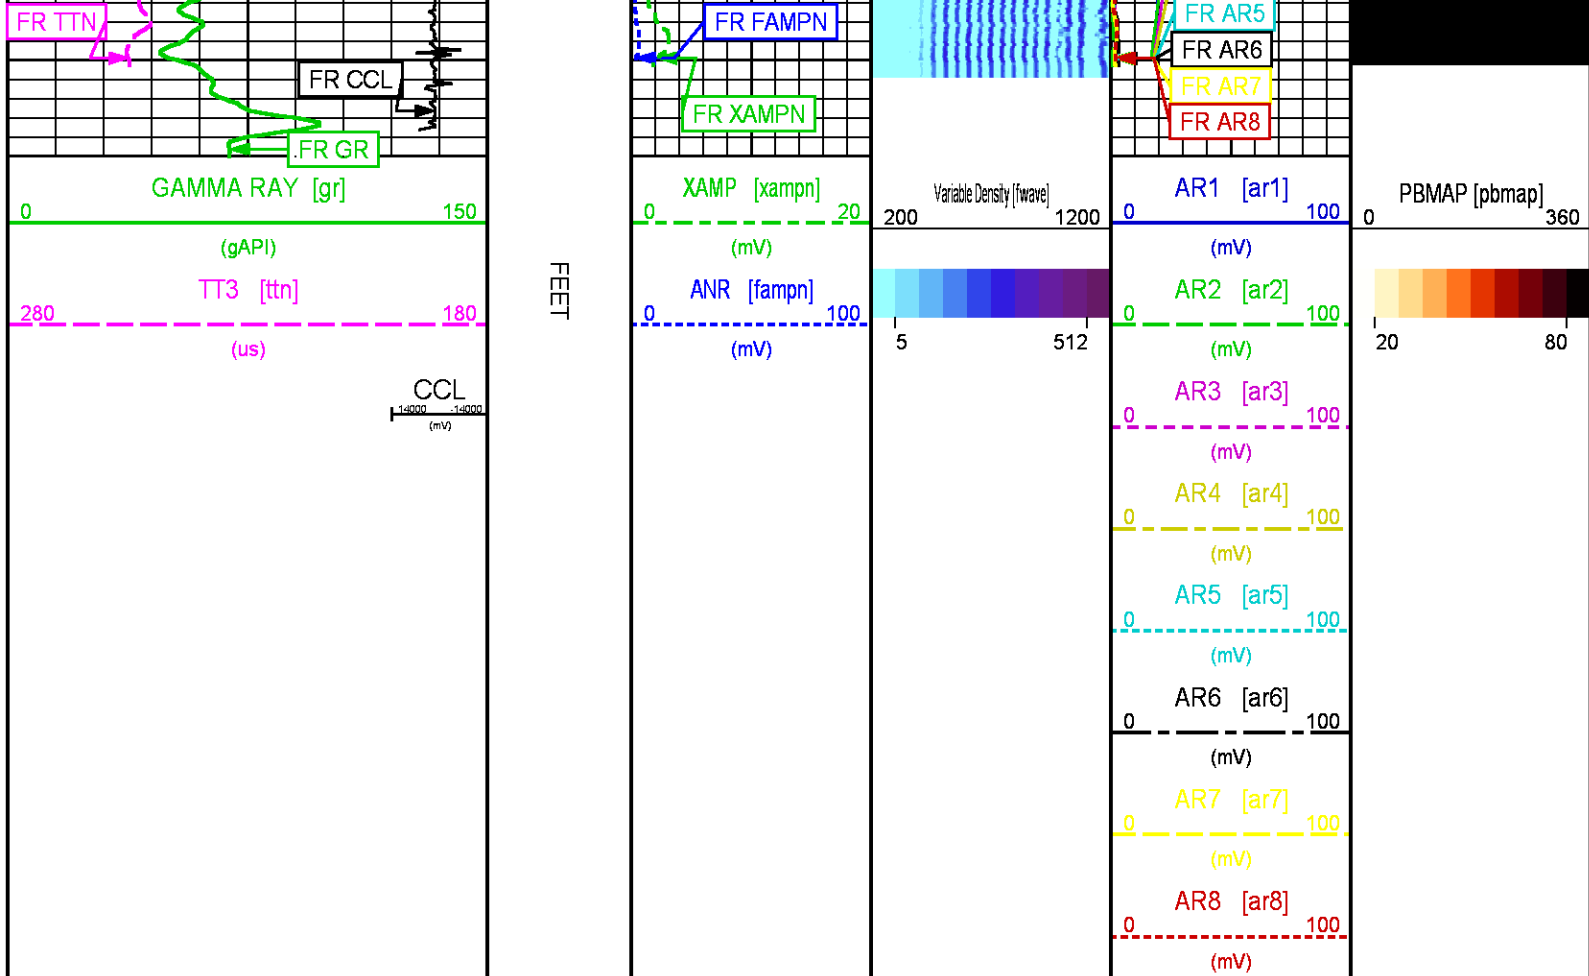 FR TTN
FR CCL
.FR GR
FR FAMPN
FR XAMPN
FR AR5
FR AR6
FR AR7
FR AR8
GAMMA RAY [gr]
0 150
(gAPI)
TT3 [ttn]
280 180
(us)
CCL
14000 -14000
(mV)
FEET
XAMP [xampn]
0 20
(mV)
ANR [fampn]
0 100
(mV)
Variable Density [fwave]
200 1200
5 512
AR1 [ar1]
0 100
(mV)
AR2 [ar2]
0 100
(mV)
AR3 [ar3]
0 100
(mV)
AR4 [ar4]
0 100
(mV)
AR5 [ar5]
0 100
(mV)
AR6 [ar6]
0 100
(mV)
AR7 [ar7]
0 100
(mV)
AR8 [ar8]
0 100
(mV)
PBMAP [pbmap]
0 360
20 80